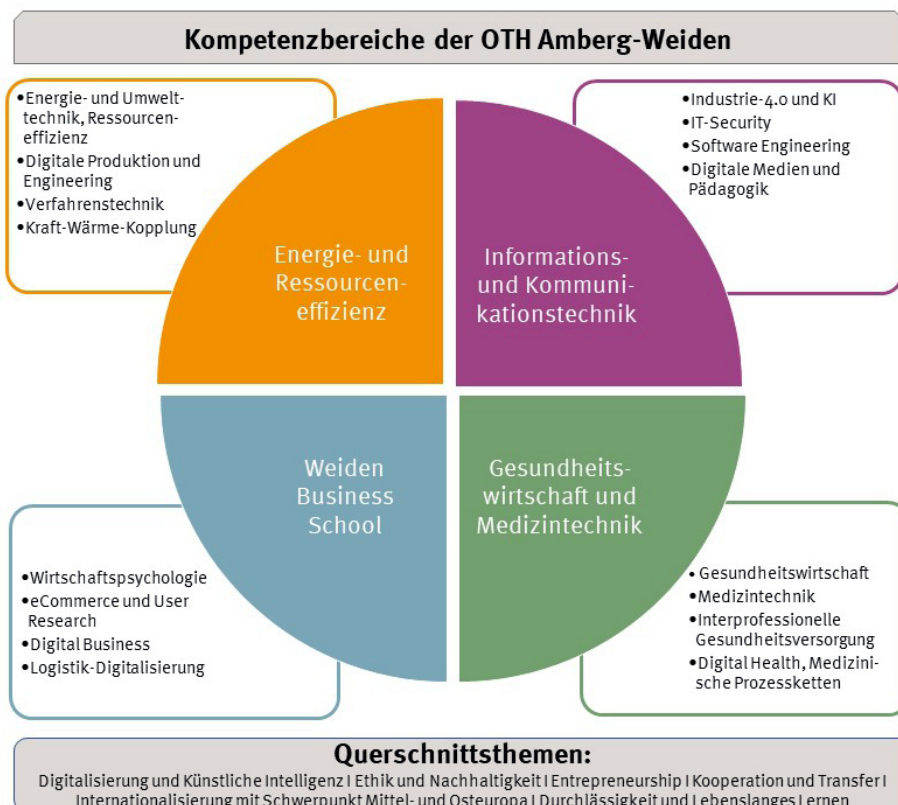 Kompetenzbereiche der OTH Amberg-Weiden
•Energie- und Umwelt-
technik, Ressourcen-
effizienz
•Digitale Produktion und
Engineering
•Verfahrenstechnik
•Kraft-Wärme-Kopplung
•Industrie-4.0 und KI
•IT-Security
•Software Engineering
•Digitale Medien und
Pädagogik
Energie- und
Ressourcen-
effizienz
Informations-
und Kommuni-
kationstechnik
Weiden
Business
School
Gesundheits-
wirtschaft und
Medizintechnik
•Wirtschaftspsychologie
•eCommerce und User
Research
•Digital Business
•Logistik-Digitalisierung
• Gesundheitswirtschaft
•Medizintechnik
•Interprofessionelle
Gesundheitsversorgung
•Digital Health, Medizini-
sche Prozessketten
Querschnittsthemen:
Digitalisierung und Künstliche Intelligenz I Ethik und Nachhaltigkeit I Entrepreneurship I Kooperation und Transfer I
Internationalisierung mit Schwerpunkt Mittel- und Osteuropa I Durchlässigkeit und Lebenslanges Lernen